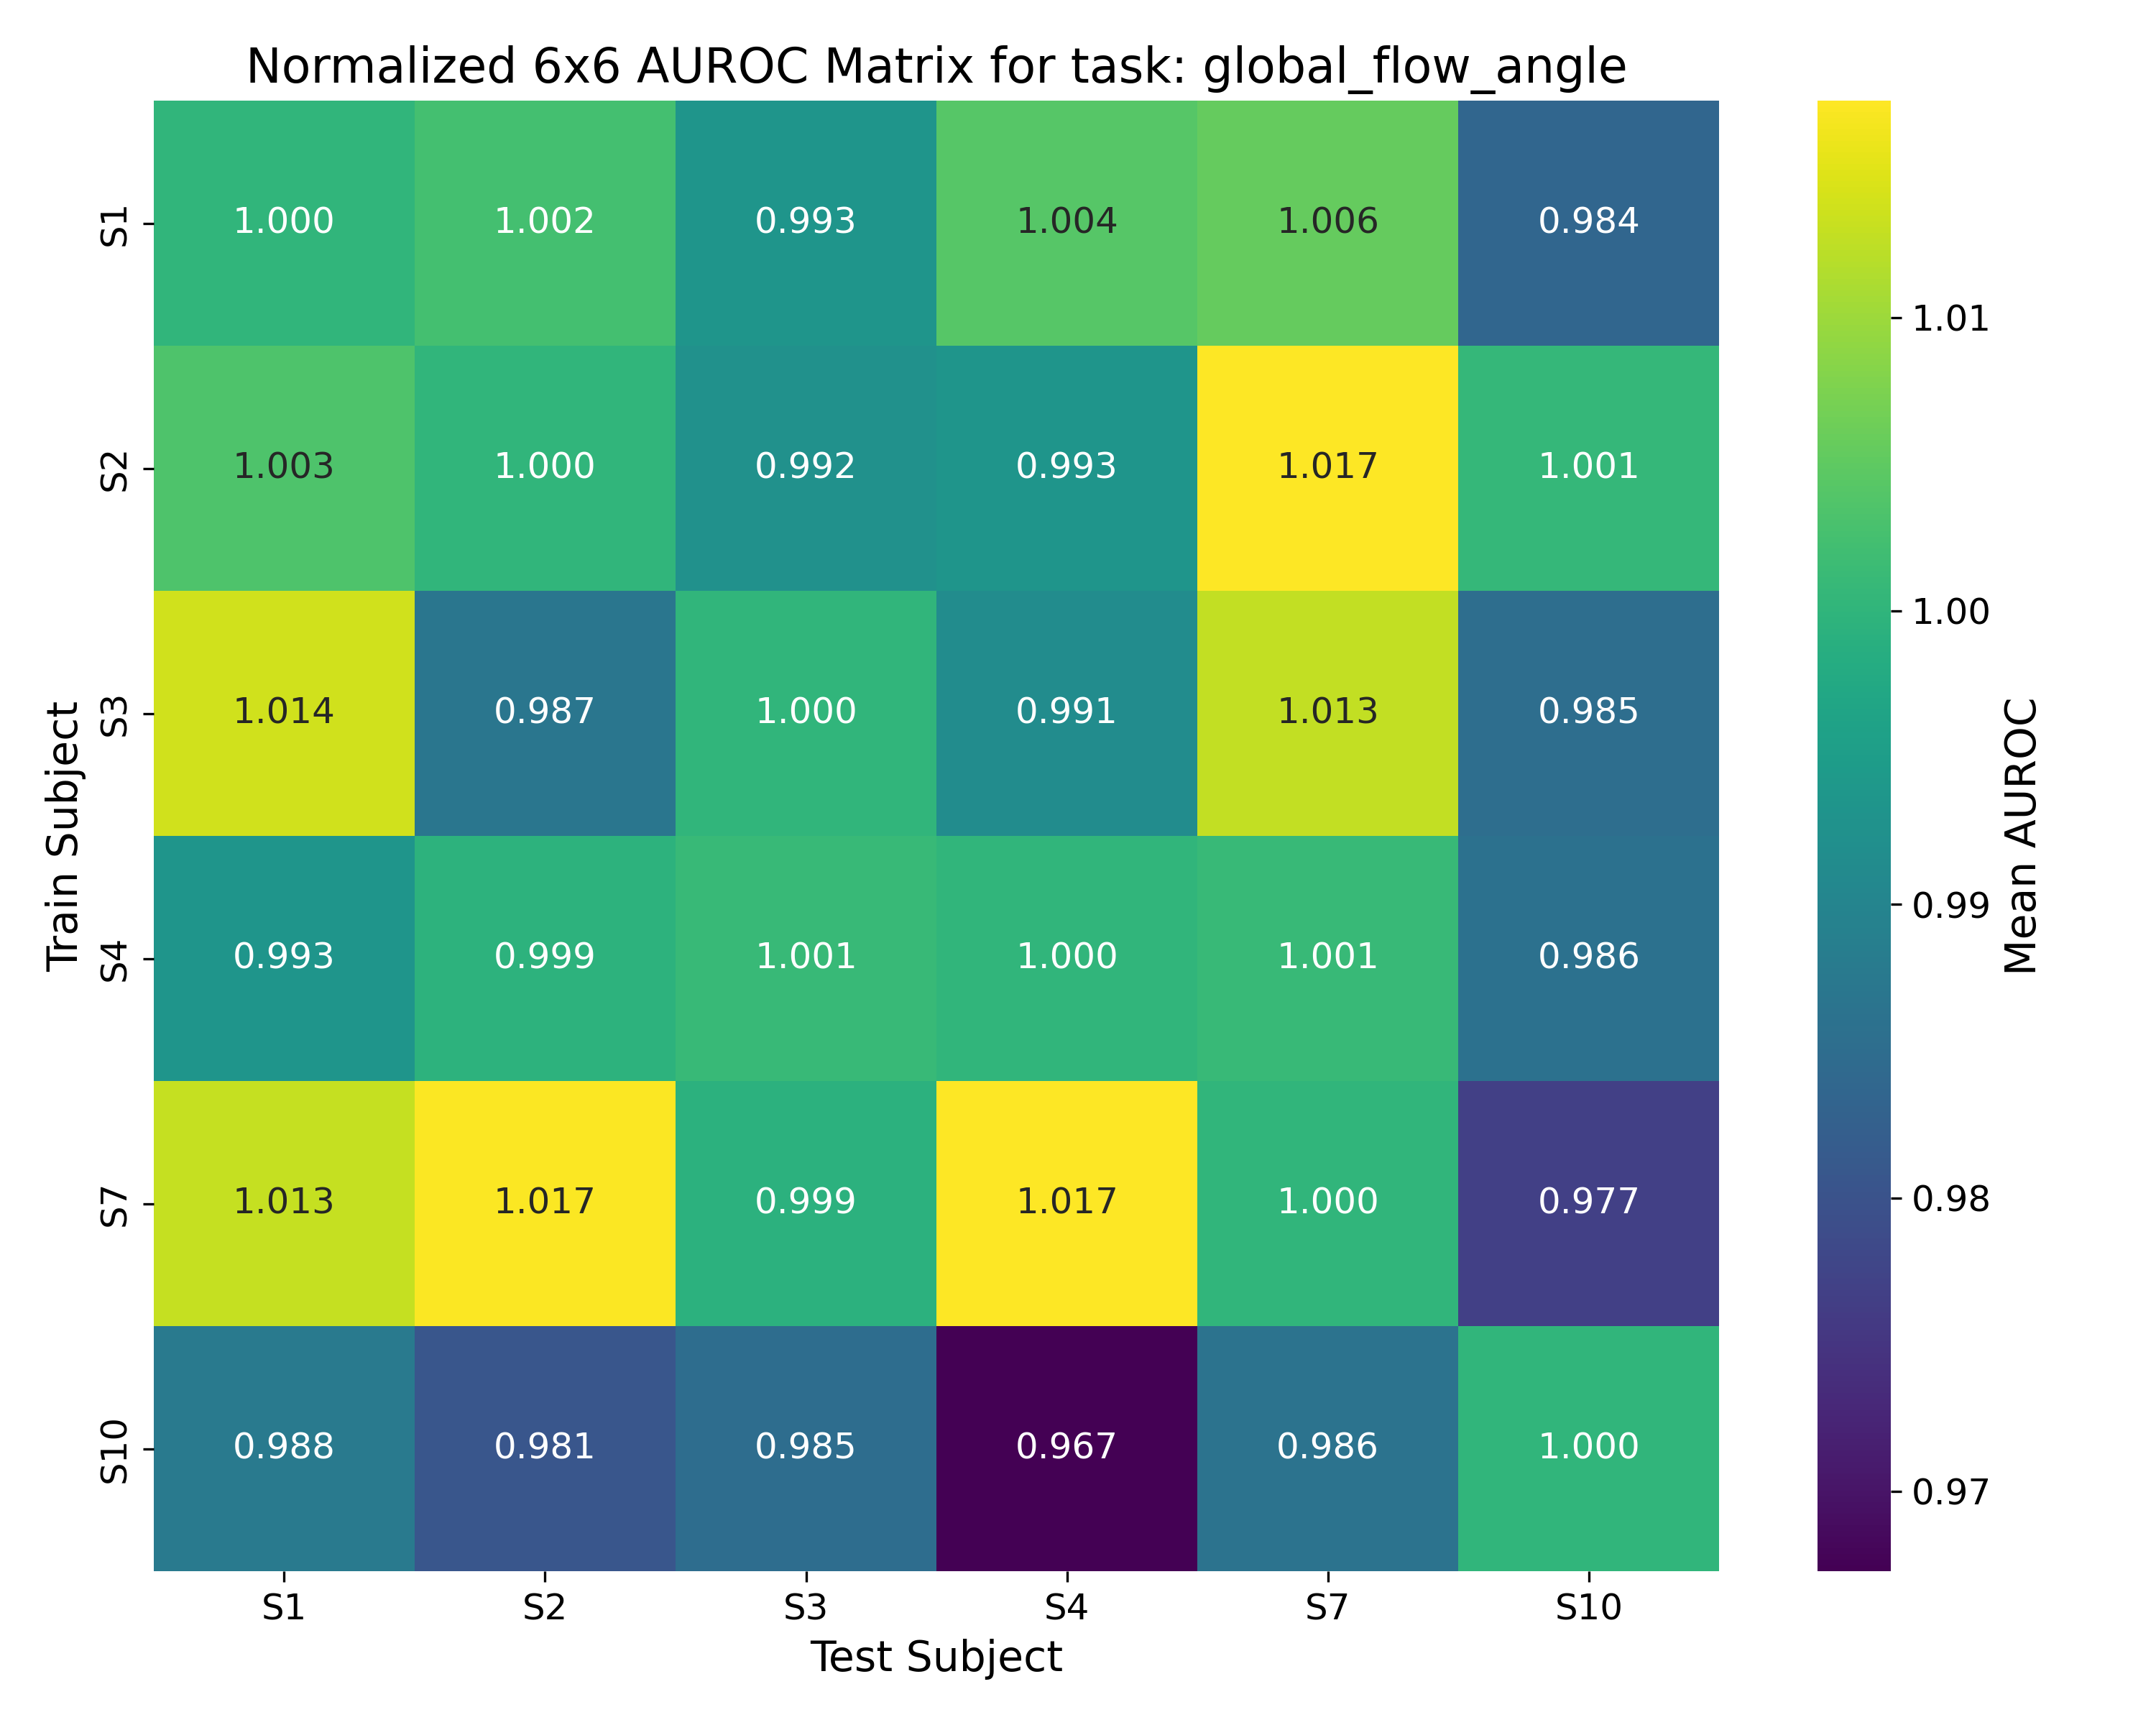 Normalized 6x6 AUROC Matrix for task: global_flow_angle
Train Subject
S1
1.000 1.002 0.993 1.004 1.006 0.984
S2
1.003 1.000 0.992 0.993 1.017 1.001
S3
1.014 0.987 1.000 0.991 1.013 0.985
S4
0.993 0.999 1.001 1.000 1.001 0.986
S7
1.013 1.017 0.999 1.017 1.000 0.977
S10
0.988 0.981 0.985 0.967 0.986 1.000
S1 S2 S3 S4 S7 S10
Test Subject
1.01
1.00
0.99
0.98
0.97
Mean AUROC